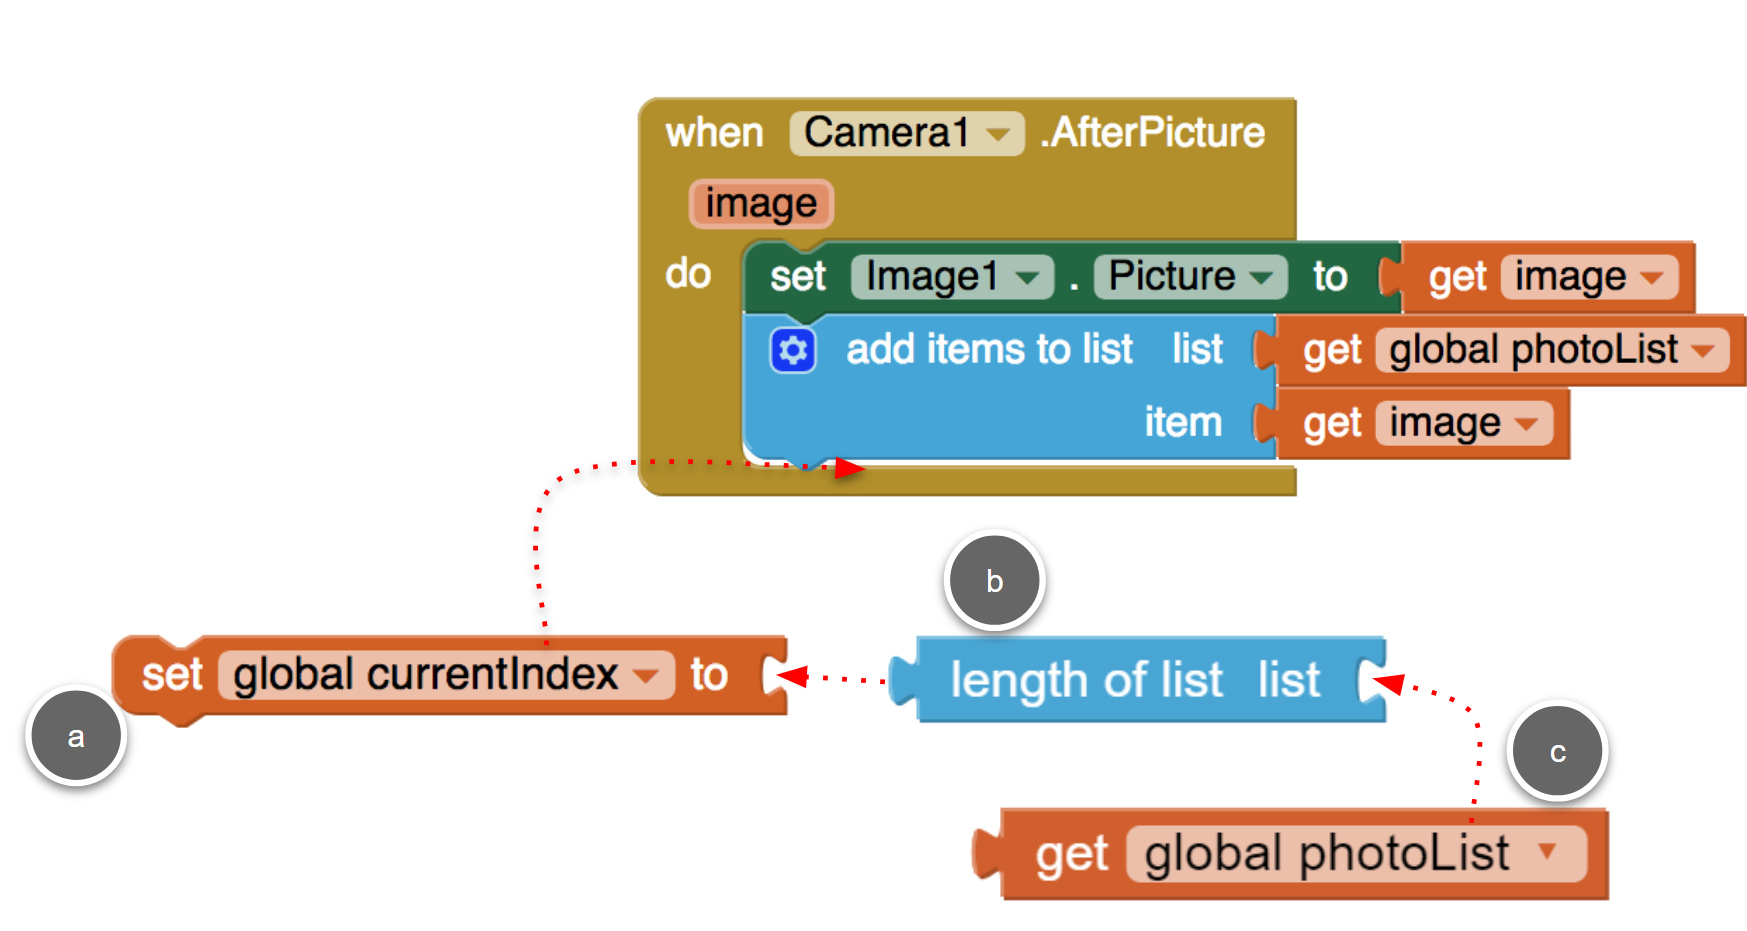 when Camera1 .AfterPicture
image
do set Image1 . Picture to get image
add items to list list get global photoList
item get image
b
set global currentIndex to length of list list
a
c
get global photoList